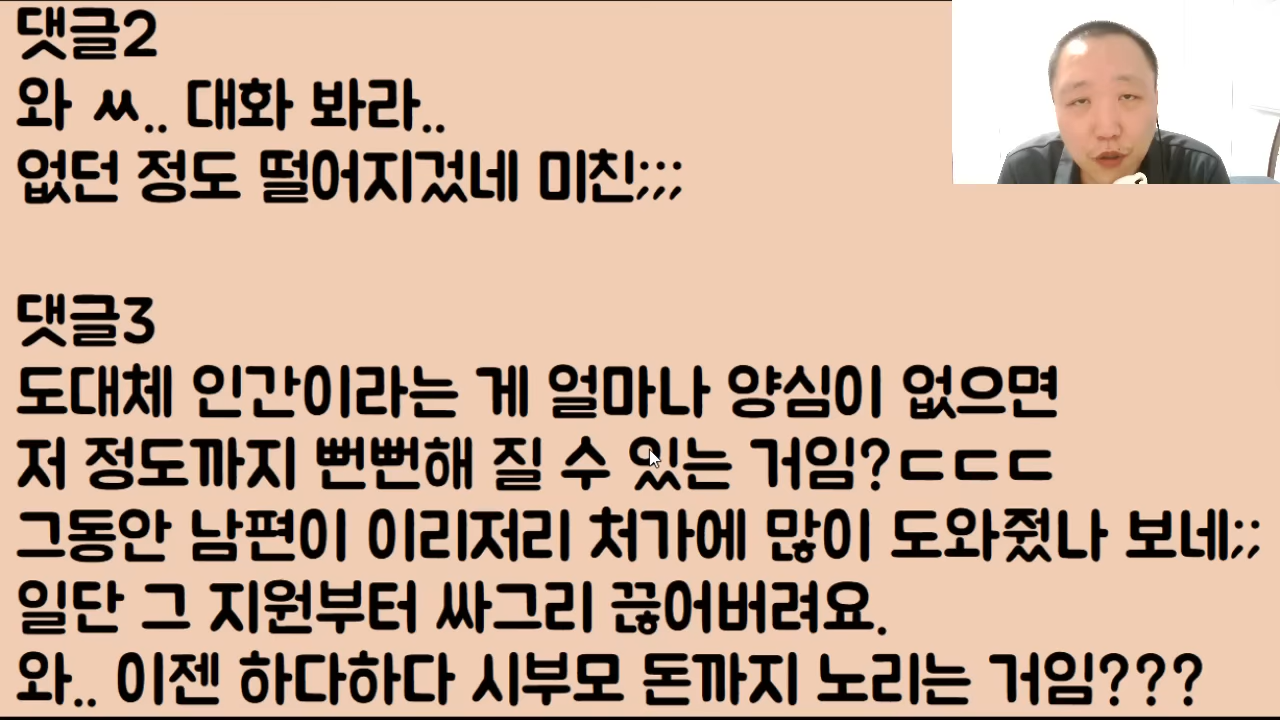 댓글2
와 ㅆ.. 대화 봐라..
없던 정도 떨어지겄네 미친;;;
댓글3
도대체 인간이라는 게 얼마나 양심이 없으면
저 정도까지 뻔뻔해 질 수 있는 거임?ㄷㄷㄷ
그동안 남편이 이리저리 처가에 많이 도와줬나 보네;;
일단 그 지원부터 싸그리 끊어버려요.
와.. 이젠 하다하다 시부모 돈까지 노리는 거임???